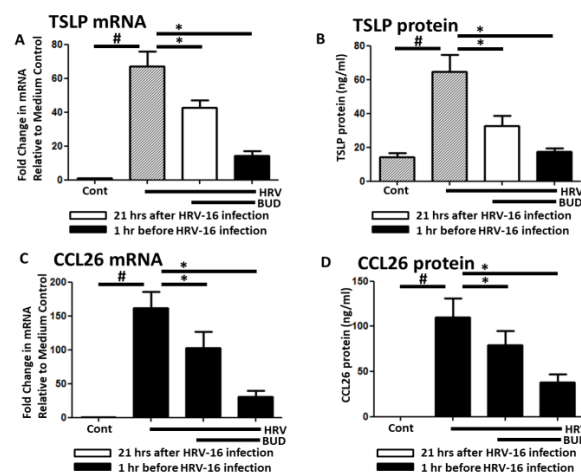 TSLP mRNA
A
Fold Change in mRNA
Relative to Medium Control
80
60
40
20
0
#
*
*
Cont
HRV
BUD
21 hrs after HRV-16 infection
1 hr before HRV-16 infection
TSLP protein
B
TSLP protein (ng/ml)
100
80
60
40
20
0
#
*
*
Cont
HRV
BUD
21 hrs after HRV-16 infection
1 hr before HRV-16 infection
CCL26 mRNA
C
Fold Change in mRNA
Relative to Medium Control
200
150
100
50
0
#
*
*
Cont
HRV
BUD
21 hrs after HRV-16 infection
1 hr before HRV-16 infection
CCL26 protein
D
CCL26 protein (ng/ml)
150
100
50
0
#
*
*
Cont
HRV
BUD
21 hrs after HRV-16 infection
1 hr before HRV-16 infection